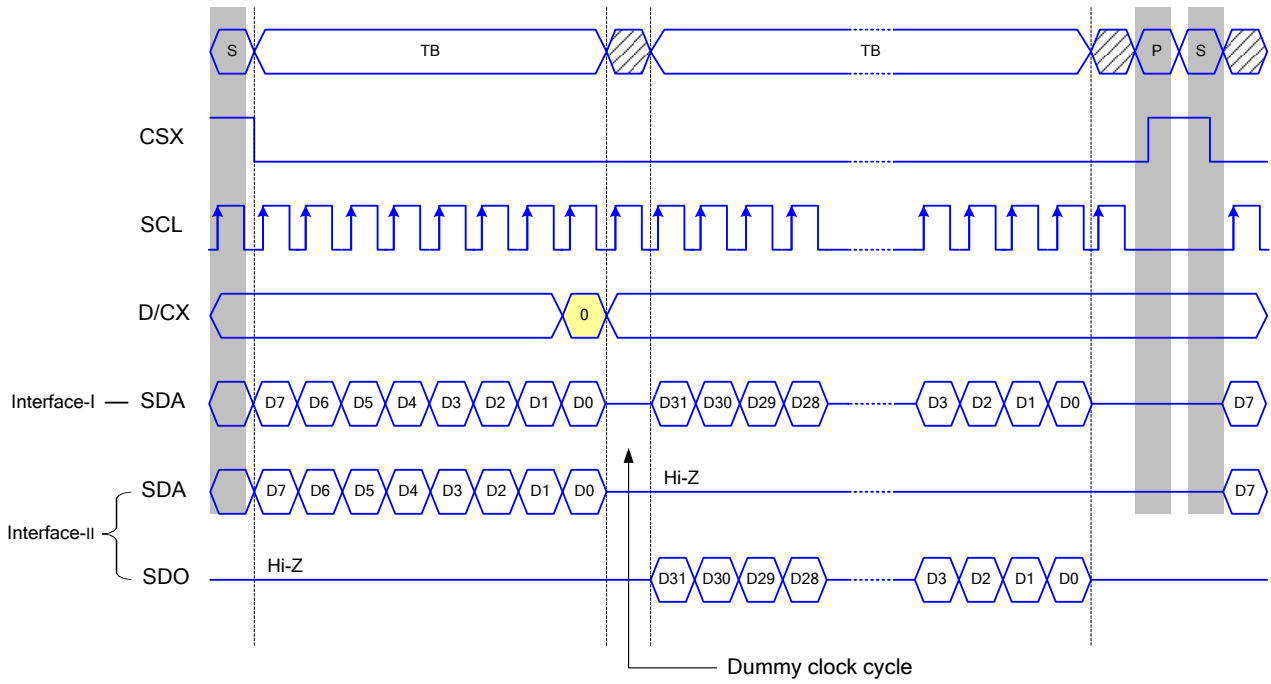 S TB TB P S
CSX
SCL
D/CX 0
Interface-I SDA D7 D6 D5 D4 D3 D2 D1 D0 D31 D30 D29 D28 D3 D2 D1 D0 D7
SDA D7 D6 D5 D4 D3 D2 D1 D0 Hi-Z D7
Interface-II
SDO Hi-Z D31 D30 D29 D28 D3 D2 D1 D0
Dummy clock cycle